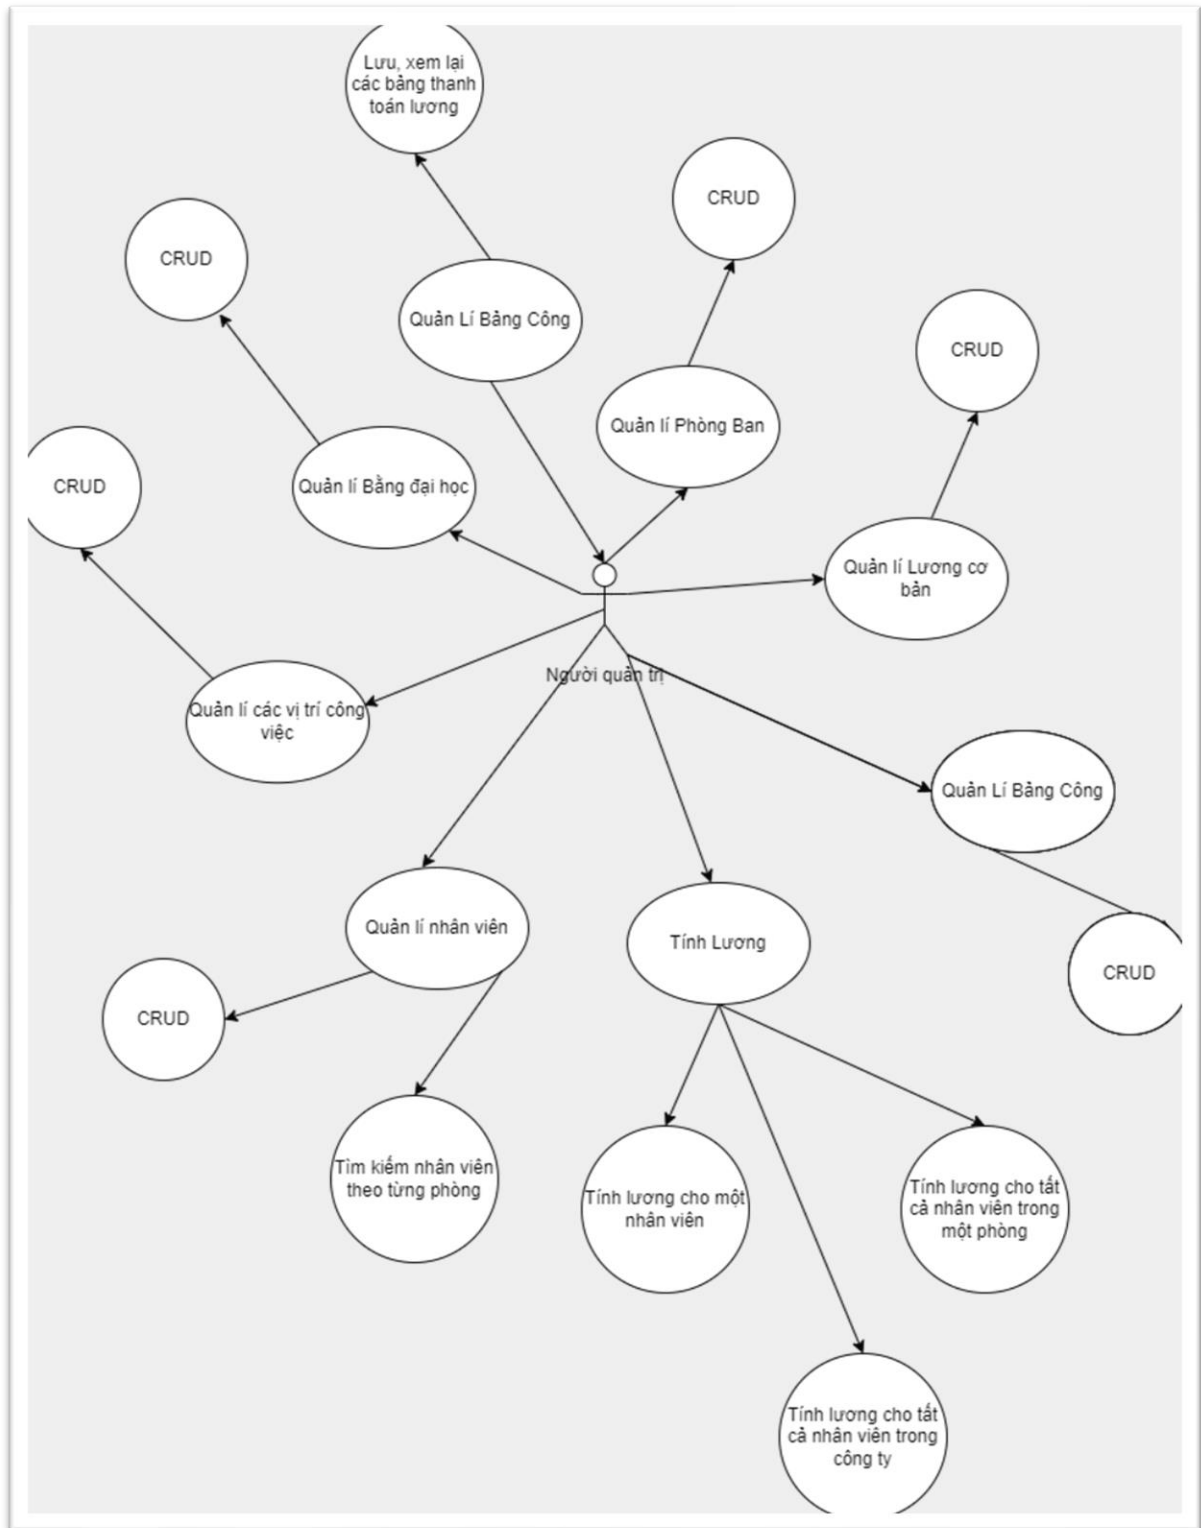 Lưu, xem lại
các bảng thanh
toán lương
CRUD
CRUD
Quản Lí Bảng Công
CRUD
Quản lí Phòng Ban
CRUD
Quản lí Bằng đại học
Quản lí Lương cơ
bản
Người quản trị
Quản lí các vị trí công
việc
Quản Lí Bảng Công
Quản lí nhân viên
Tính Lương
CRUD
CRUD
Tìm kiếm nhân viên
theo từng phòng
Tính lương cho một
nhân viên
Tính lương cho tất
cả nhân viên trong
một phòng
Tính lương cho tất
cả nhân viên trong
công ty